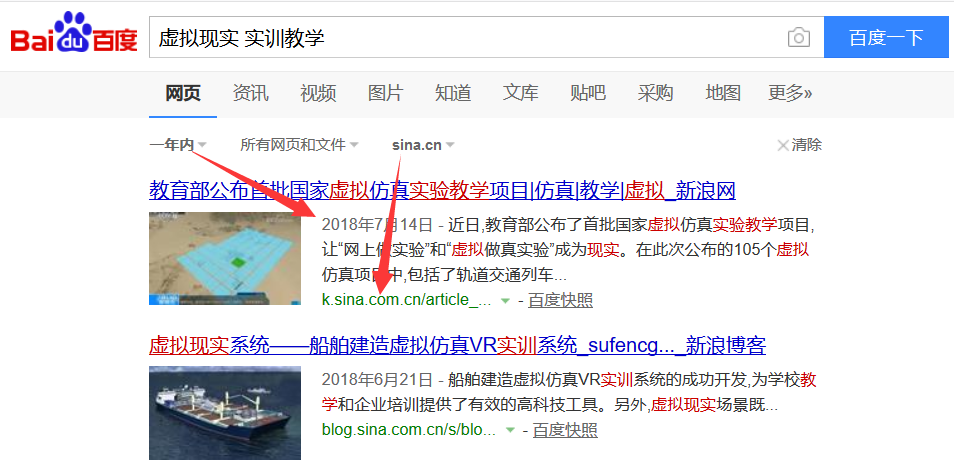 Bai du 百度 虚拟现实 实训教学 百度一下
网页 资讯 视频 图片 知道 文库 贴吧 采购 地图 更多»
一年内 所有网页和文件 sina.cn 清除
教育部公布首批国家虚拟仿真实验教学项目|仿真|教学|虚拟_新浪网
2018年7月14日 - 近日,教育部公布了首批国家虚拟仿真实验教学项目,
让“网上做实验”和“虚拟做真实验”成为现实。在此次公布的105个虚拟
仿真项目中,包括了轨道交通列车...
k.sina.com.cn/article_... - 百度快照
虚拟现实系统——船舶建造虚拟仿真VR实训系统_sufencg..._新浪博客
2018年6月21日 - 船舶建造虚拟仿真VR实训系统的成功开发,为学校教
学和企业培训提供了有效的高科技工具。另外,虚拟现实场景既...
blog.sina.com.cn/s/blo... - 百度快照